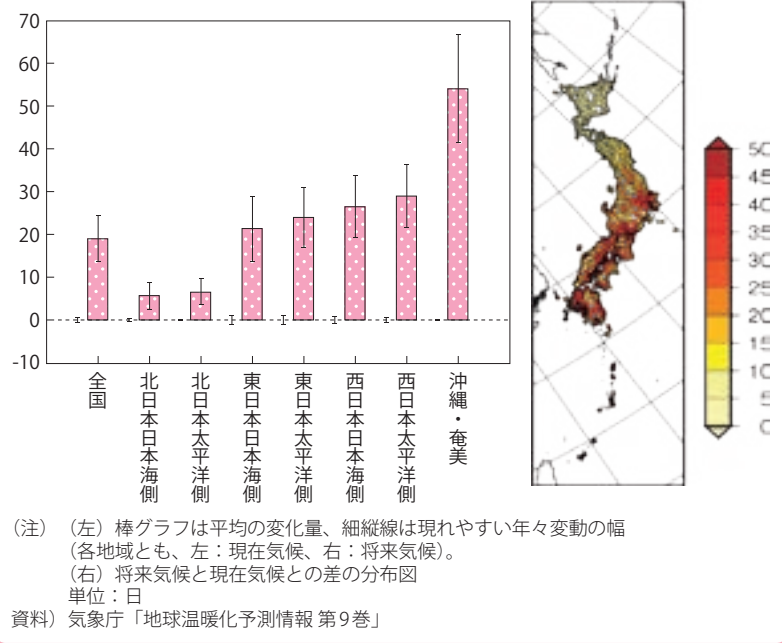 70
60
50
40
30
20
10
0
-10
全国
北日本日本海側
北日本太平洋側
東日本日本海側
東日本太平洋側
西日本日本海側
西日本太平洋側
沖縄・奄美
50
45
40
35
30
25
20
15
10
5
0
（注）（左）棒グラフは平均の変化量、細縦線は現れやすい年々変動の幅
（各地域とも、左：現在気候、右：将来気候）。
（右）将来気候と現在気候との差の分布図
単位：日
資料）気象庁「地球温暖化予測情報 第9巻」